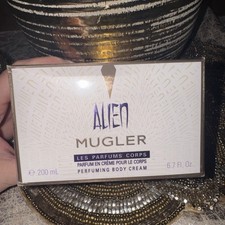 ALIEN
MUGLER
LES PARFUMS CORPS
PARFUM EN CRÈME POUR LE CORPS
PERFUMING BODY CREAM
℮ 200 ml 6.7 Fl. Oz.